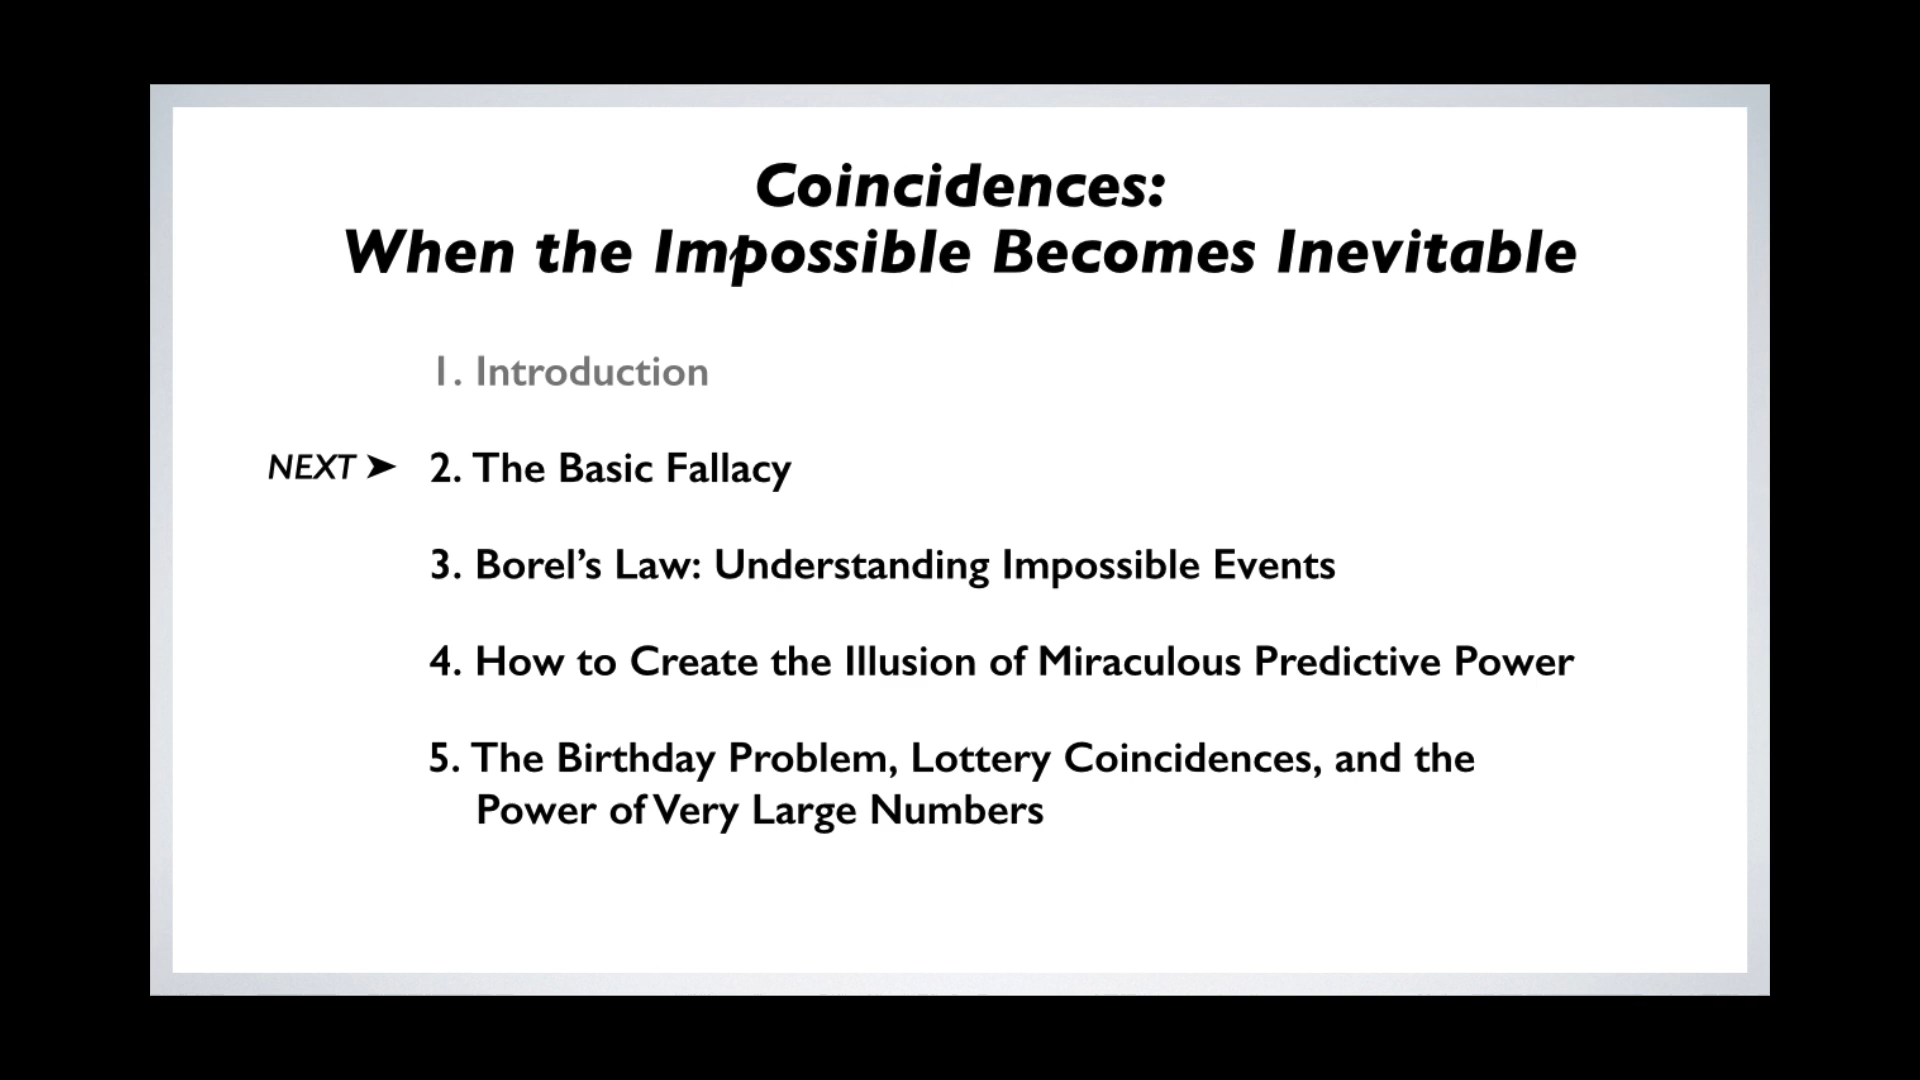 Coincidences:
When the Impossible Becomes Inevitable
1. Introduction
NEXT ➤ 2. The Basic Fallacy
3. Borel’s Law: Understanding Impossible Events
4. How to Create the Illusion of Miraculous Predictive Power
5. The Birthday Problem, Lottery Coincidences, and the
Power of Very Large Numbers